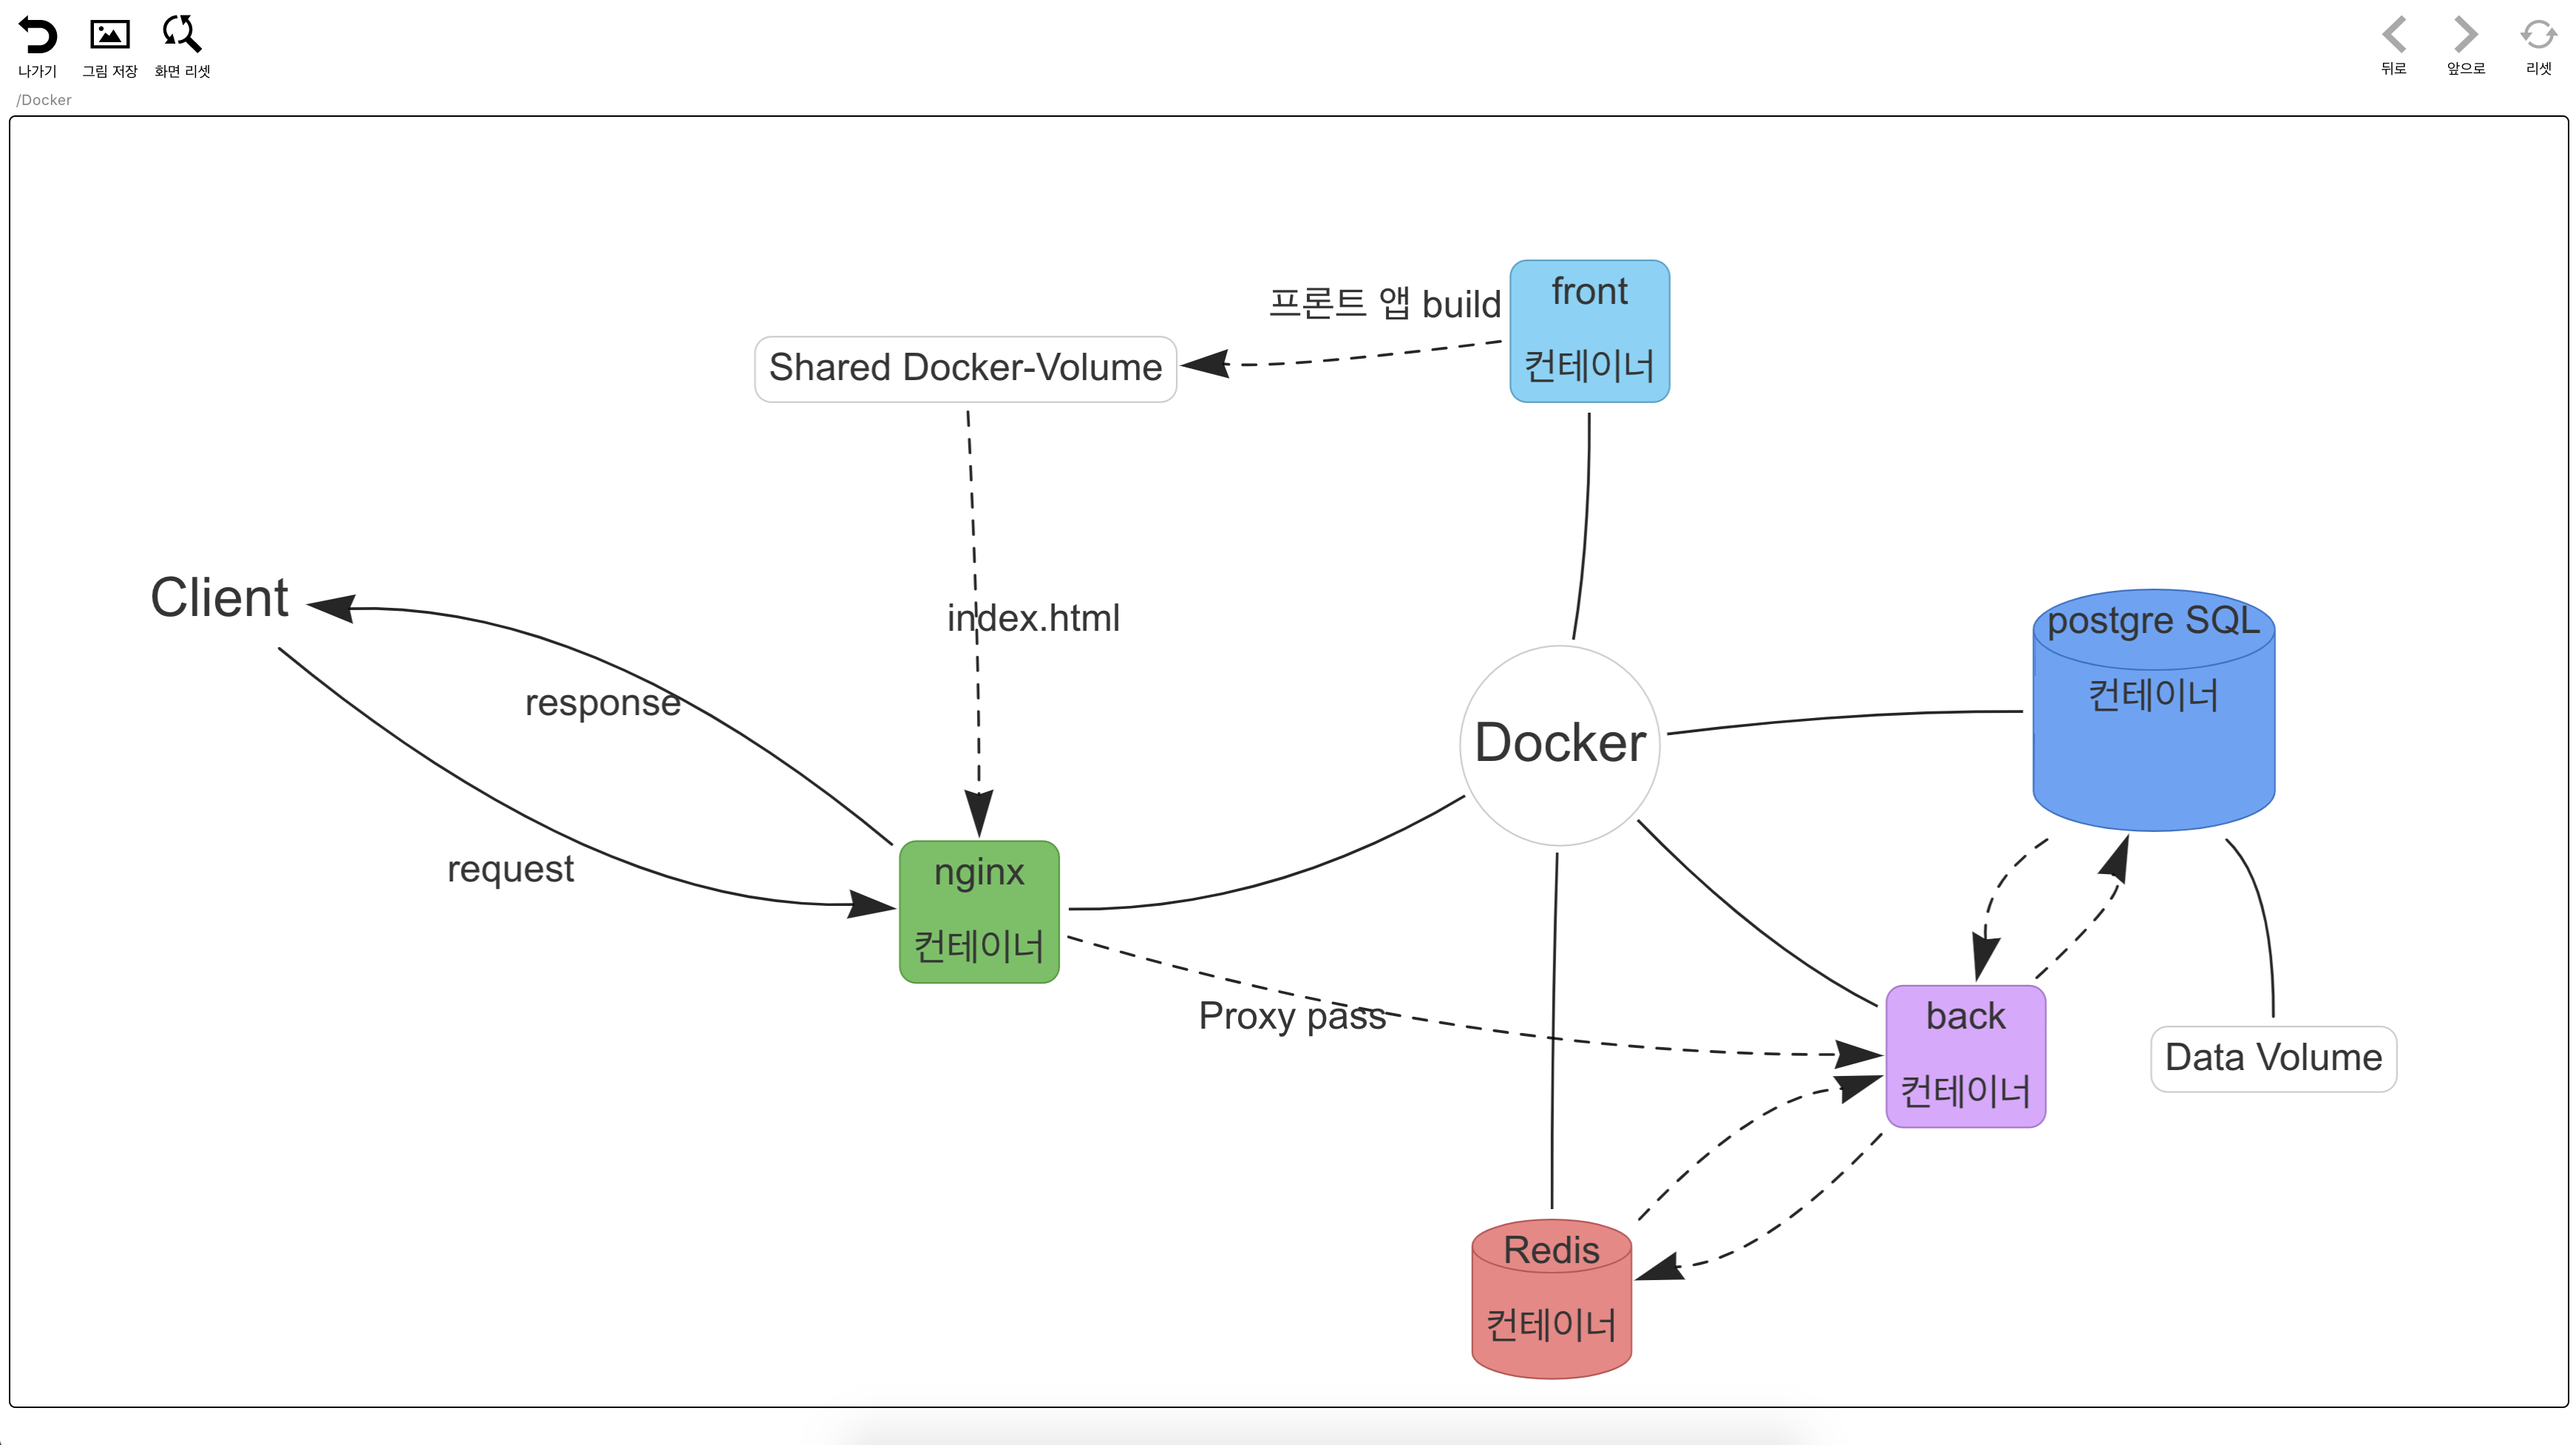 나가기
그림 저장
화면 리셋
뒤로
앞으로
리셋
/Docker
front
컨테이너
프론트 앱 build
Shared Docker-Volume
Client
index.html
postgre SQL
컨테이너
response
Docker
request
nginx
컨테이너
Proxy pass
back
컨테이너
Data Volume
Redis
컨테이너